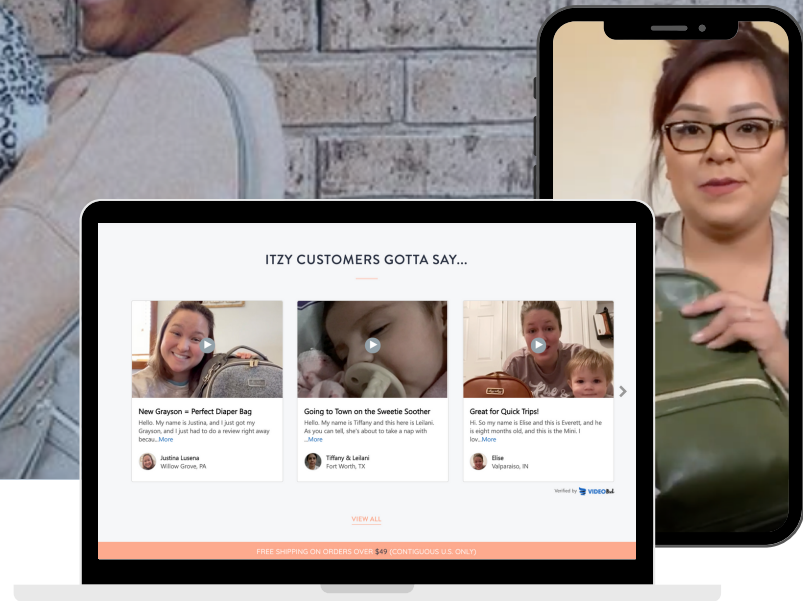 ITZY CUSTOMERS GOTTA SAY...
New Grayson = Perfect Diaper Bag
Hello. My name is Justina, and I just got my
Grayson, and I just had to do a review right away
becau...More
Justina Lusena
Willow Grove, PA
Going to Town on the Sweetie Soother
Hello. My name is Tiffany and this here is Leilani.
As you can tell, she's about to take a nap with
...More
Tiffany & Leilani
Fort Worth, TX
Great for Quick Trips!
Hi. So my name is Elise and this is Everett, and he
is eight months old, and this is the Mini. I
lov...More
Elise
Valparaiso, IN
Verified by VIDEO
VIEW ALL
FREE SHIPPING ON ORDERS OVER $49 (CONTIGUOUS U.S. ONLY)